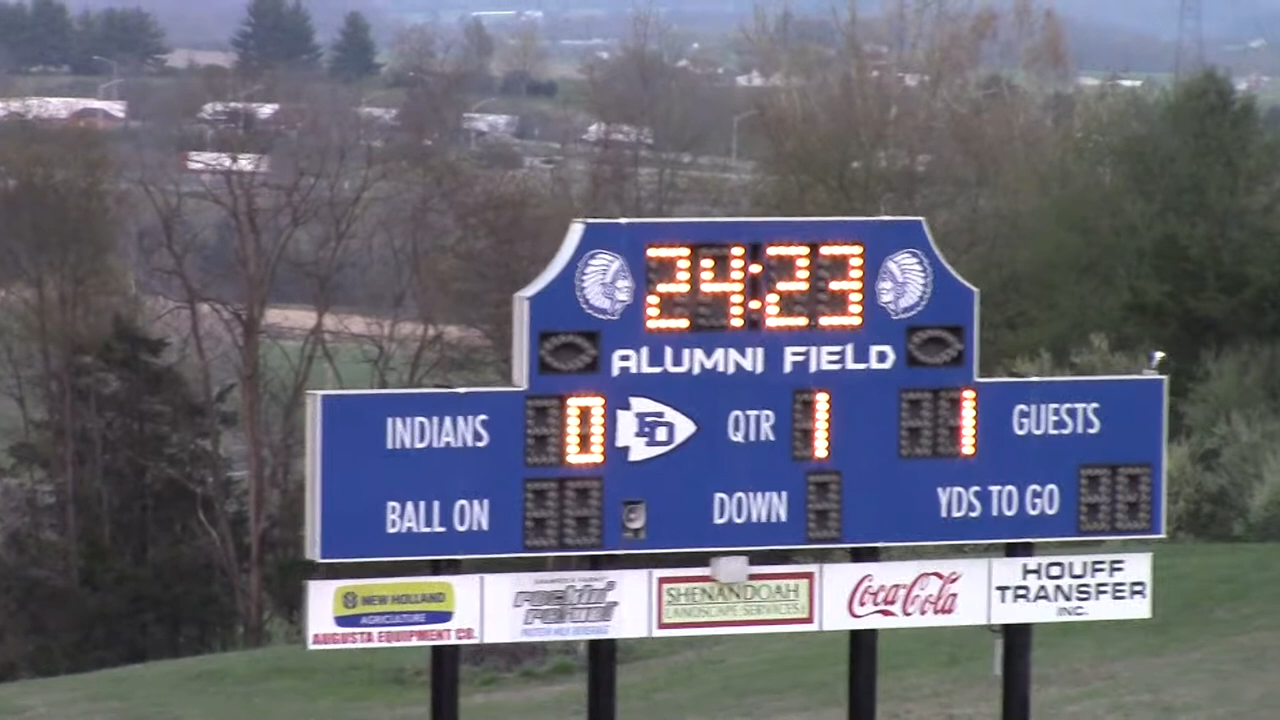 24:23
ALUMNI FIELD
INDIANS 0 FD QTR 1 1 GUESTS
BALL ON DOWN YDS TO GO
NEW HOLLAND
AGRICULTURE
AUGUSTA EQUIPMENT CO.
rockin' refuel
SHENANDOAH
LANDSCAPE SERVICES
Coca-Cola
HOUFF
TRANSFER
INC.